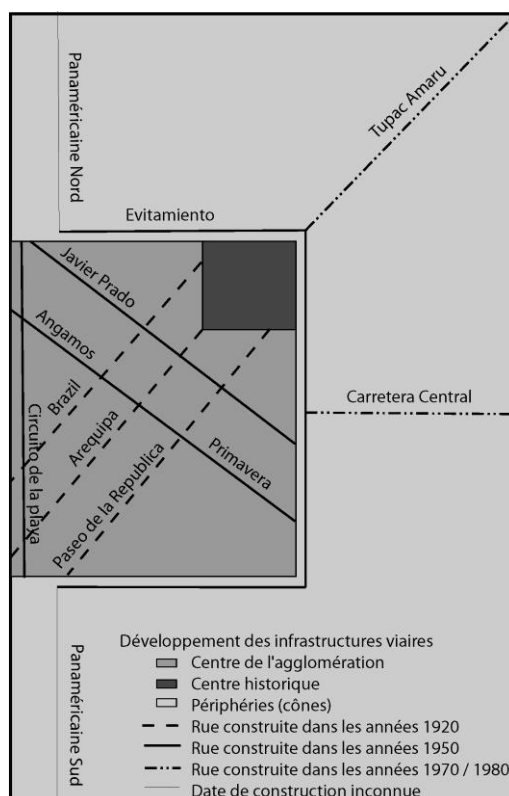 Panaméricaine Nord
Tupac Amaru
Evitamiento
Javier Prado
Angamos
Brazil
Arequipa
Carretera Central
Circuito de la playa
Paseo de la Republica
Primavera
Panaméricaine Sud
Développement des infrastructures viaires
Centre de l'agglomération
Centre historique
Périphéries (cônes)
Rue construite dans les années 1920
Rue construite dans les années 1950
Rue construite dans les années 1970 / 1980
Date de construction inconnue